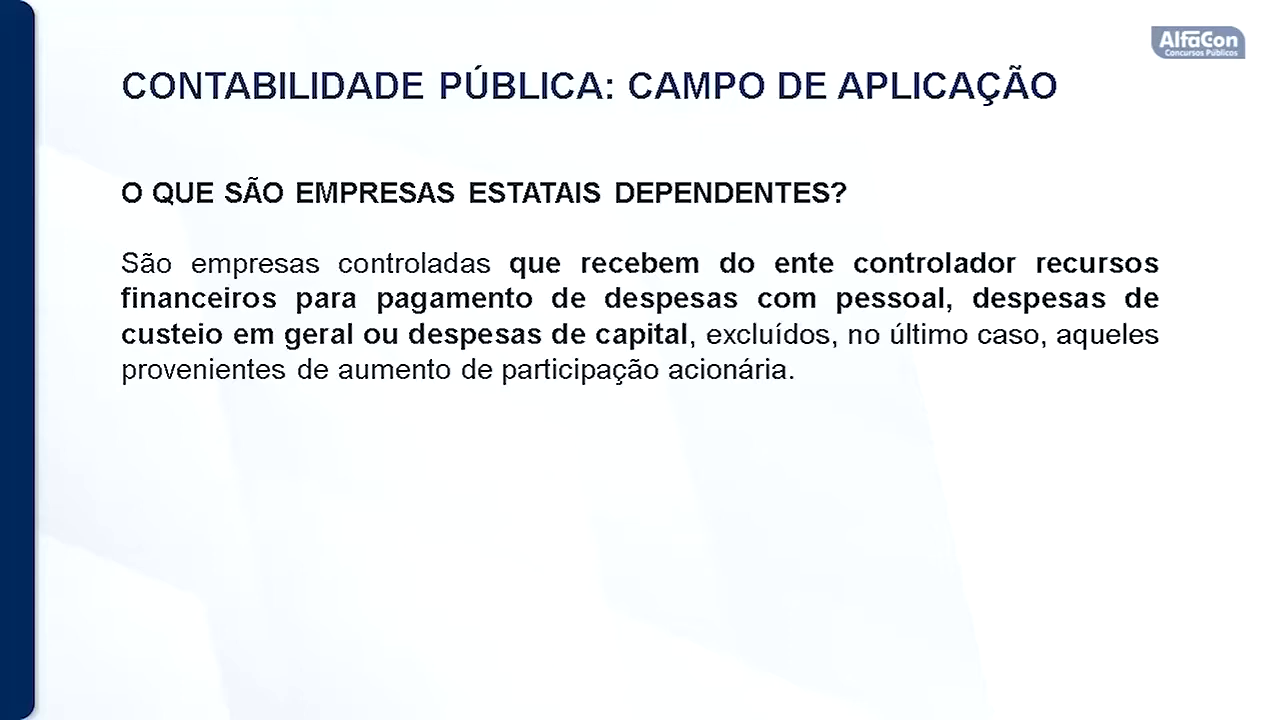 AlfaCon
Concursos Públicos
CONTABILIDADE PÚBLICA: CAMPO DE APLICAÇÃO
O QUE SÃO EMPRESAS ESTATAIS DEPENDENTES?
São empresas controladas que recebem do ente controlador recursos
financeiros para pagamento de despesas com pessoal, despesas de
custeio em geral ou despesas de capital, excluídos, no último caso, aqueles
provenientes de aumento de participação acionária.